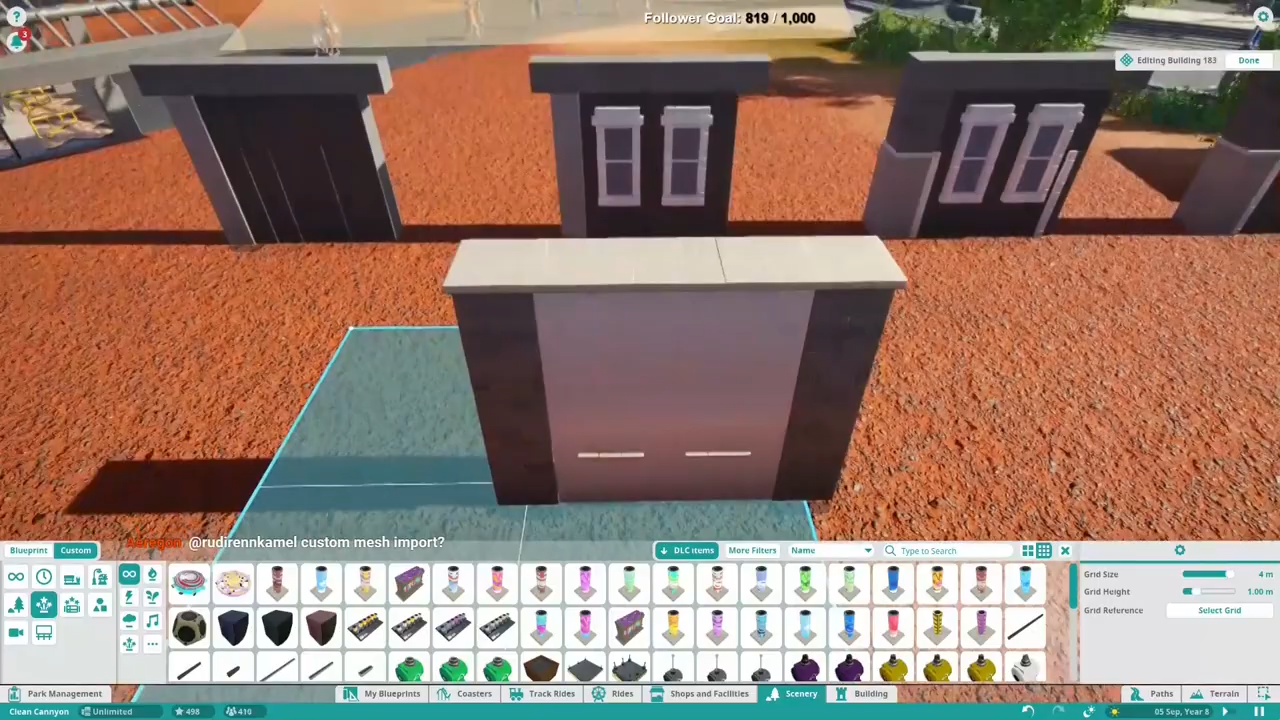 Follower Goal: 819 / 1,000
?
3
Editing Building 183
Done
@rudirennkamel custom mesh import?
Blueprint
Custom
DLC Items
More Filters
Name
Type to Search
Grid Size
4 m
Grid Height
1.00 m
Grid Reference
Select Grid
Park Management
My Blueprints
Coasters
Track Rides
Rides
Shops and Facilities
Scenery
Building
Paths
Terrain
Clean Canyon
Unlimited
498
410
05 Sep, Year 8